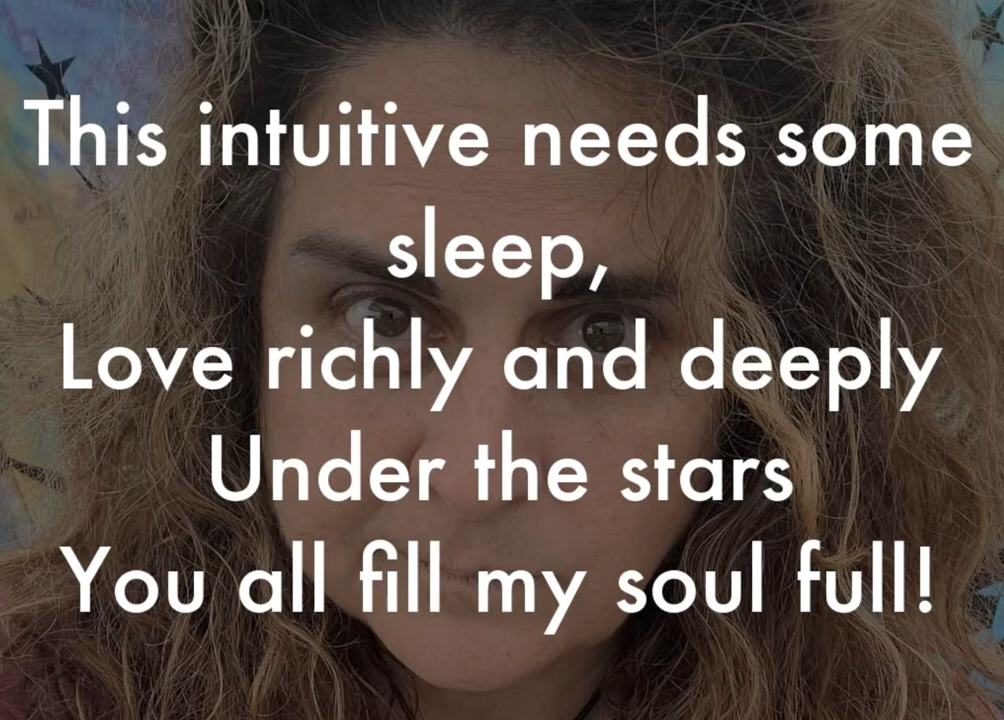 This intuitive needs some
sleep,
Love richly and deeply
Under the stars
You all fill my soul full!